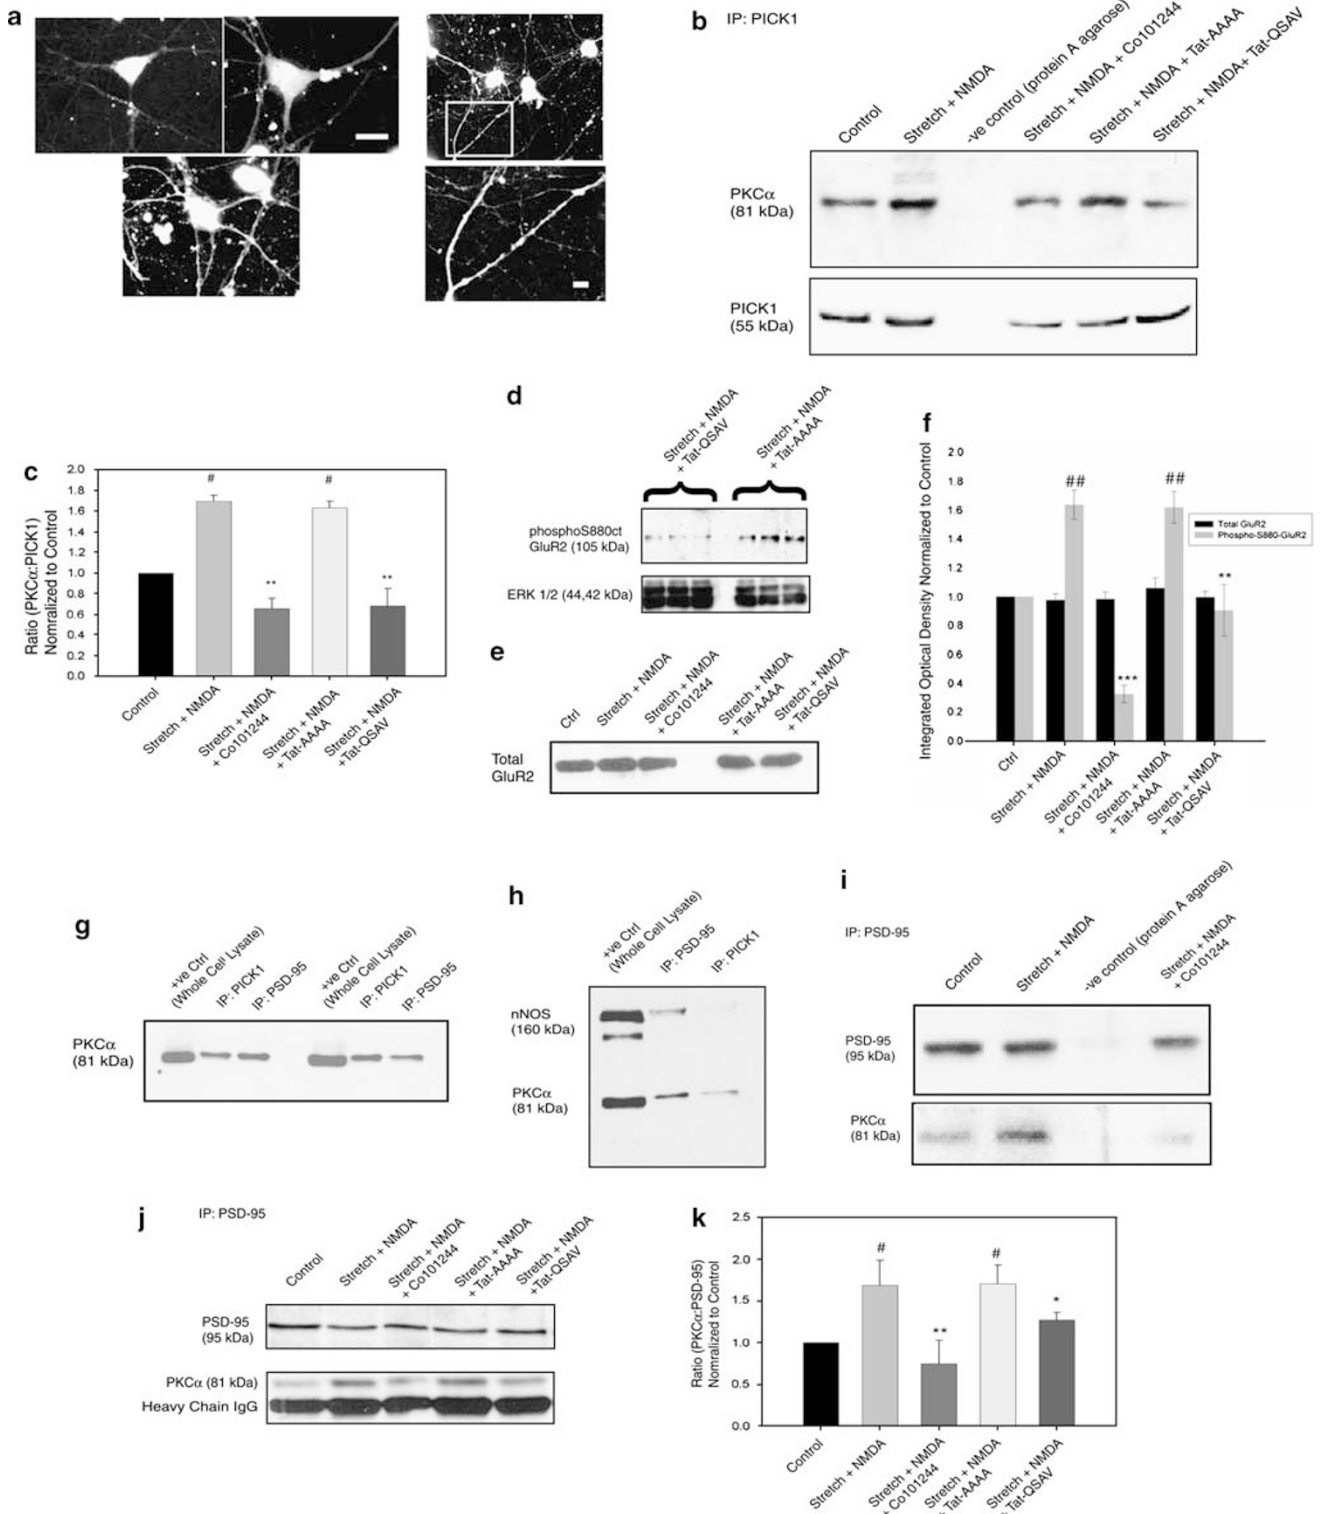 a
b
IP: PICK1
Control
Stretch + NMDA
-ve control (protein A agarose)
Stretch + NMDA + Co101244
Stretch + NMDA + Tat-AAAA
Stretch + NMDA+ Tat-QSAV
PKCα
(81 kDa)
PICK1
(55 kDa)
c
Ratio (PKCα:PICK1)
Nomralized to Control
2.0
1.8
1.6
1.4
1.2
1.0
0.8
0.6
0.4
0.2
0.0
#
**
#
**
Control
Stretch + NMDA
Stretch + NMDA
+ Co101244
Stretch + NMDA
+ Tat-AAAA
Stretch + NMDA
+Tat-QSAV
d
Stretch + NMDA
+ Tat-QSAV
Stretch + NMDA
+ Tat-AAAA
phosphoS880ct
GluR2 (105 kDa)
ERK 1/2 (44,42 kDa)
e
Ctrl
Stretch + NMDA
Stretch + NMDA
+ Co101244
Stretch + NMDA
+ Tat-AAAA
Stretch + NMDA
+ Tat-QSAV
Total
GluR2
f
Integrated Optical Density Normalized to Control
2.0
1.8
1.6
1.4
1.2
1.0
0.8
0.6
0.4
0.2
0.0
##
***
##
**
Total GluR2
Phospho-S880-GluR2
Ctrl
Stretch + NMDA
Stretch + NMDA
+ Co101244
Stretch + NMDA
+ Tat-AAAA
Stretch + NMDA
+ Tat-QSAV
g
+ve Ctrl
(Whole Cell Lysate)
IP: PICK1
IP: PSD-95
+ve Ctrl
(Whole Cell Lysate)
IP: PICK1
IP: PSD-95
PKCα
(81 kDa)
h
+ve Ctrl
(Whole Cell Lysate)
IP: PSD-95
IP: PICK1
nNOS
(160 kDa)
PKCα
(81 kDa)
i
IP: PSD-95
Control
Stretch + NMDA
-ve control (protein A agarose)
Stretch + NMDA
+ Co101244
PSD-95
(95 kDa)
PKCα
(81 kDa)
j
IP: PSD-95
Control
Stretch + NMDA
Stretch + NMDA
+ Co101244
Stretch + NMDA
+ Tat-AAAA
Stretch + NMDA
+Tat-QSAV
PSD-95
(95 kDa)
PKCα (81 kDa)
Heavy Chain IgG
k
Ratio (PKCα:PSD-95)
Nomralized to Control
2.5
2.0
1.5
1.0
0.5
0.0
#
**
#
*
Control
Stretch + NMDA
Stretch + NMDA
+ Co101244
Stretch + NMDA
+Tat-AAAA
Stretch + NMDA
+Tat-QSAV